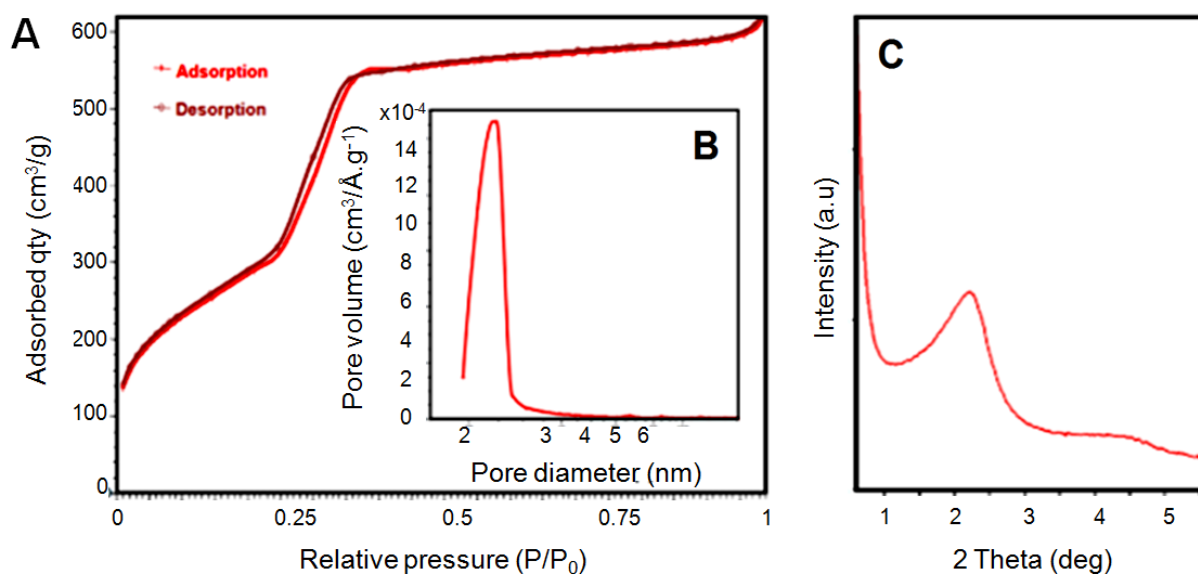 A
Adsorbed qty (cm³/g)
600
500
400
300
200
100
0
Adsorption
Desorption
0
0.25
0.5
0.75
1
Relative pressure (P/P₀)
B
x10⁻⁴
Pore volume (cm³/Å.g⁻¹)
14
12
10
8
6
4
2
0
2
3
4
5
6
Pore diameter (nm)
C
Intensity (a.u)
1
2
3
4
5
2 Theta (deg)